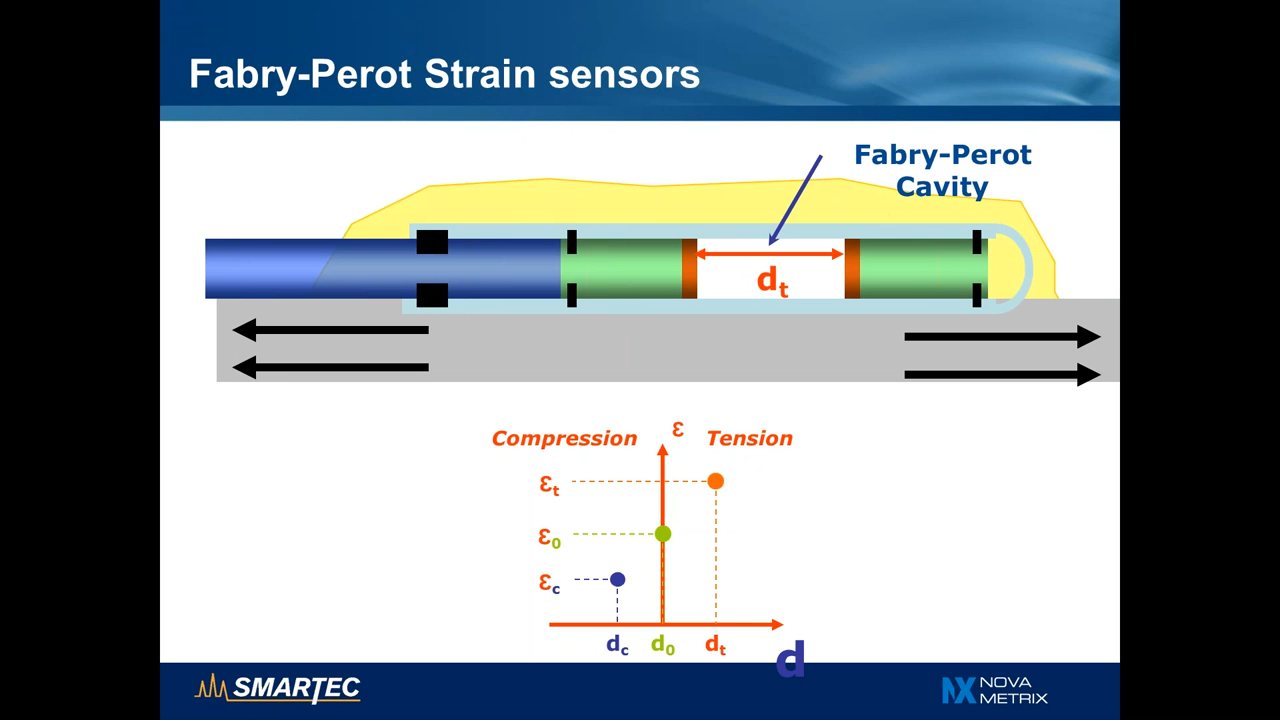 Fabry-Perot Strain sensors
Fabry-Perot
Cavity
dt
Compression
ε
Tension
εt
ε0
εc
dc
d0
dt
d
SMARTEC
NOVA
METRIX